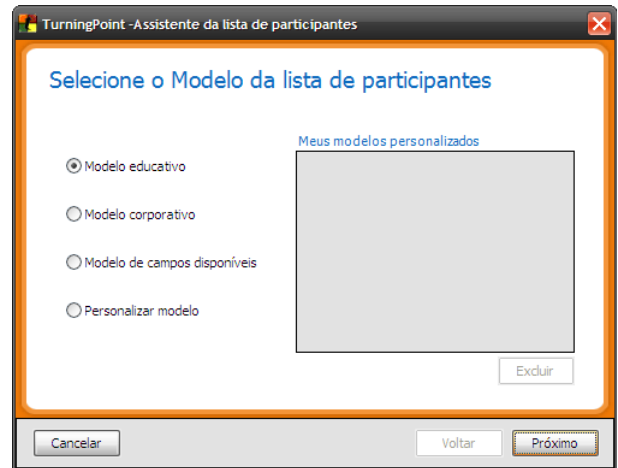 TurningPoint -Assistente da lista de participantes
Selecione o Modelo da lista de participantes
Meus modelos personalizados
Modelo educativo
Modelo corporativo
Modelo de campos disponíveis
Personalizar modelo
Excluir
Cancelar
Voltar
Próximo